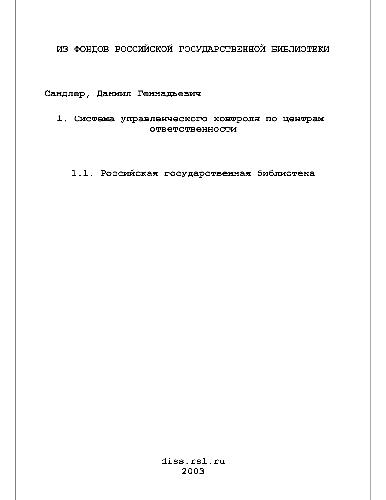 ИЗ ФОНДОВ РОССИЙСКОЙ ГОСУДАРСТВЕННОЙ БИБЛИОТЕКИ
Сандлер, Даниил Геннадьевич
1. Система управленческого контроля по центрам
ответственности
1.1. Российская государственная библиотека
diss.rsl.ru
2003